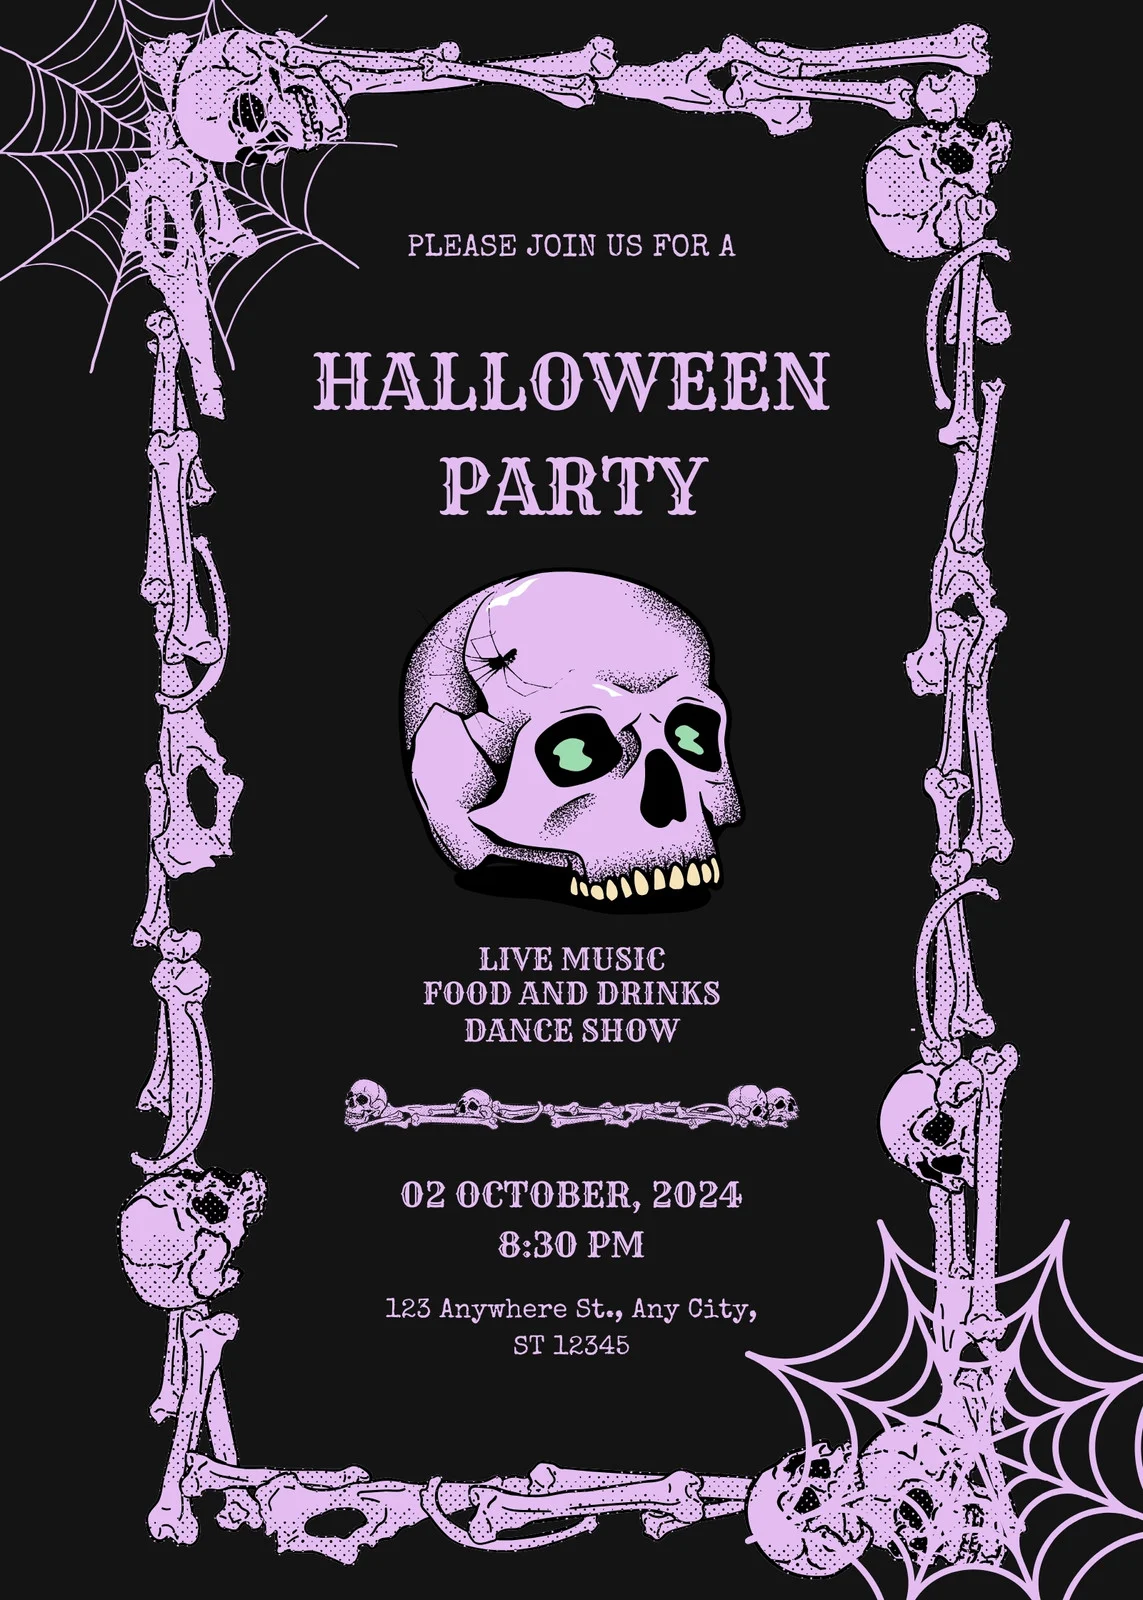 PLEASE JOIN US FOR A
HALLOWEEN
PARTY
LIVE MUSIC
FOOD AND DRINKS
DANCE SHOW
02 OCTOBER, 2024
8:30 PM
123 Anywhere St., Any City,
ST 12345